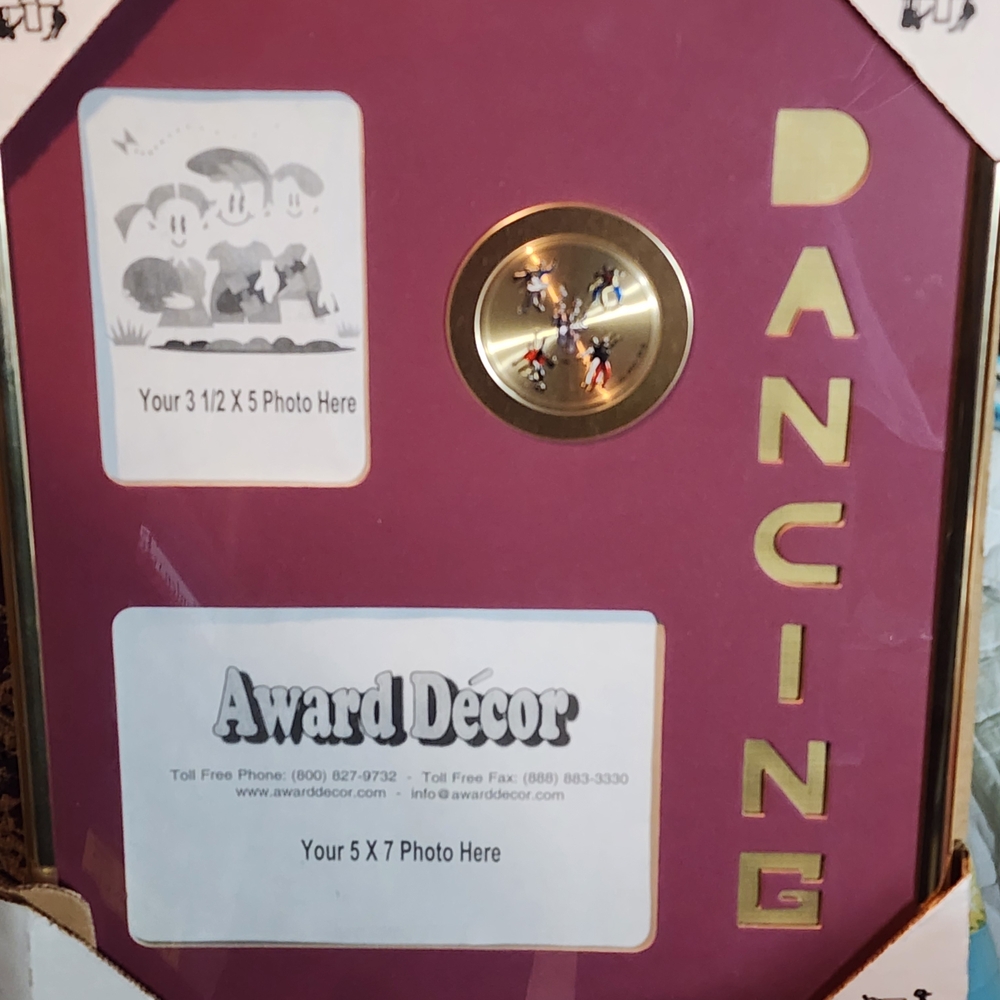 Your 3 1/2 X 5 Photo Here
DANCING
Award Décor
Toll Free Phone: (800) 827-9732 - Toll Free Fax: (888) 883-3330
www.awarddecor.com - info@awarddecor.com
Your 5 X 7 Photo Here